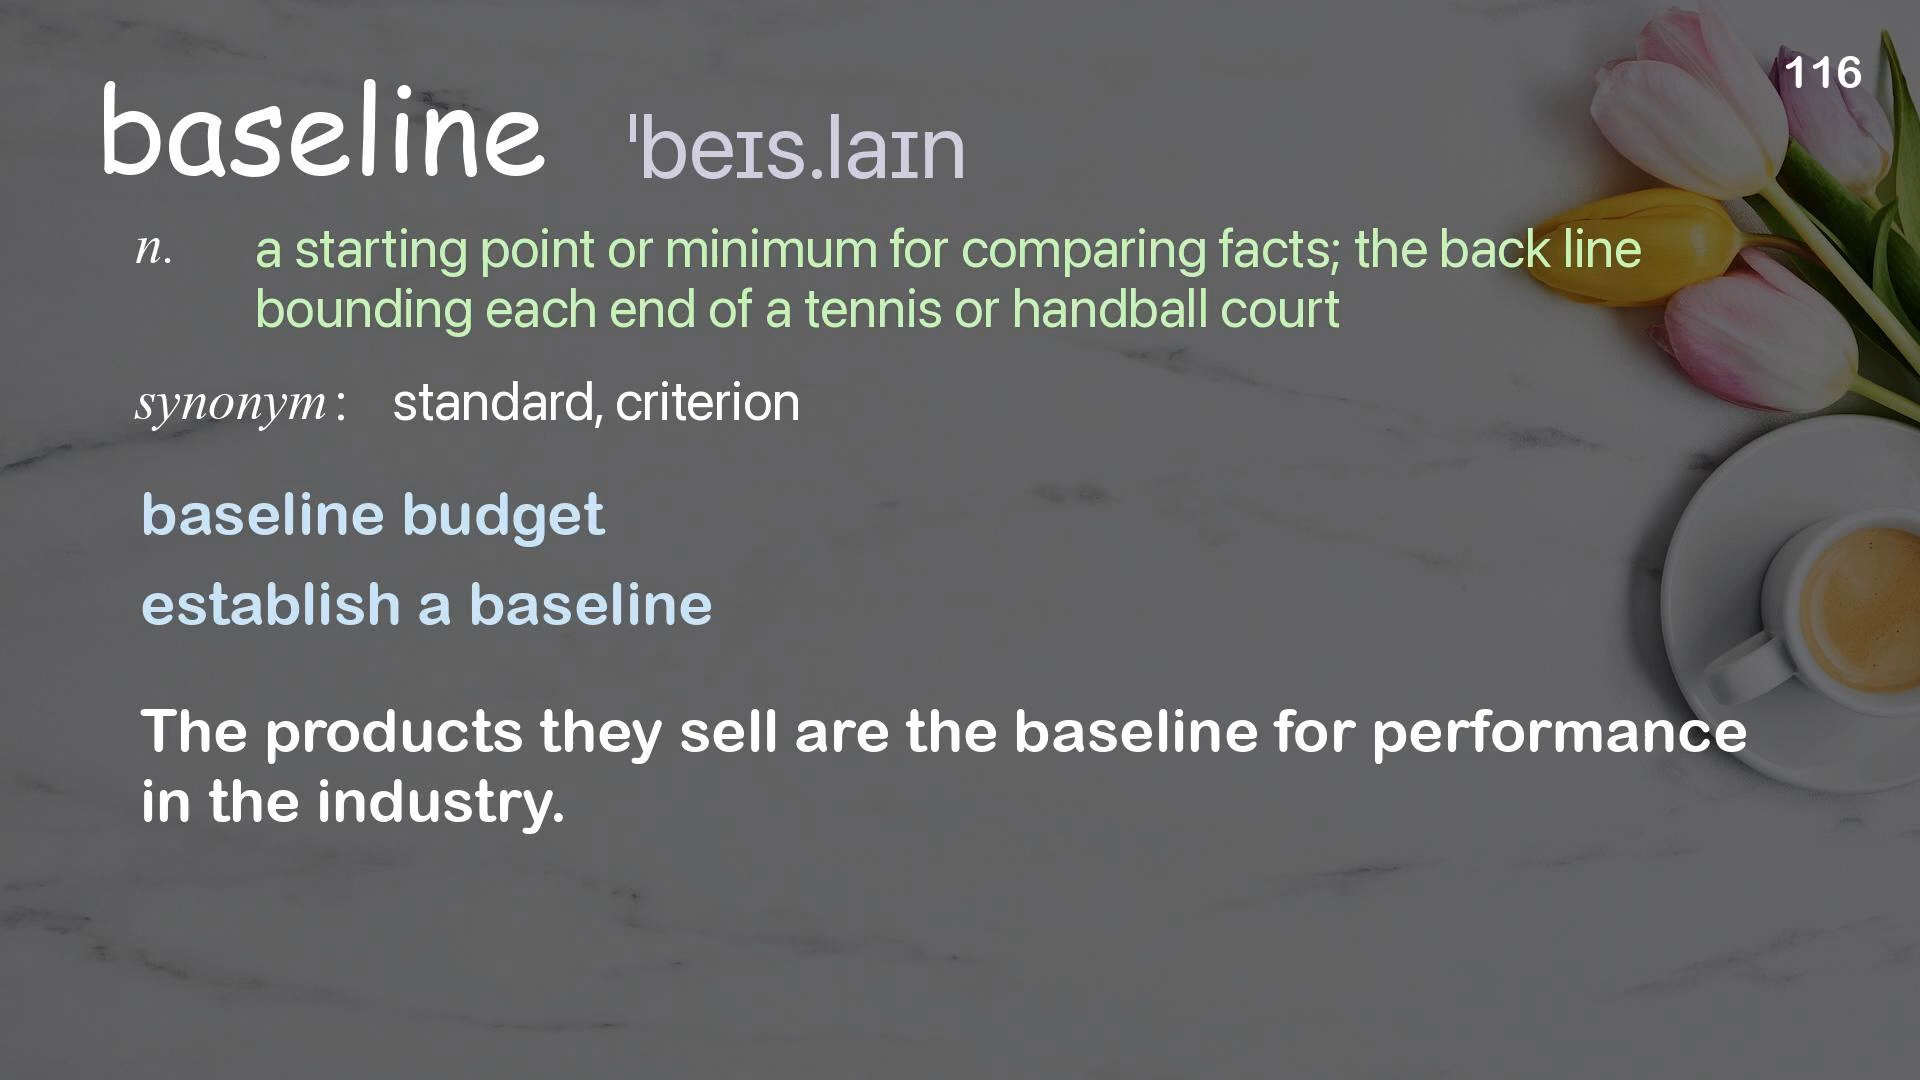 116
baseline ˈbeɪs.laɪn
n. a starting point or minimum for comparing facts; the back line
bounding each end of a tennis or handball court
synonym: standard, criterion
baseline budget
establish a baseline
The products they sell are the baseline for performance
in the industry.